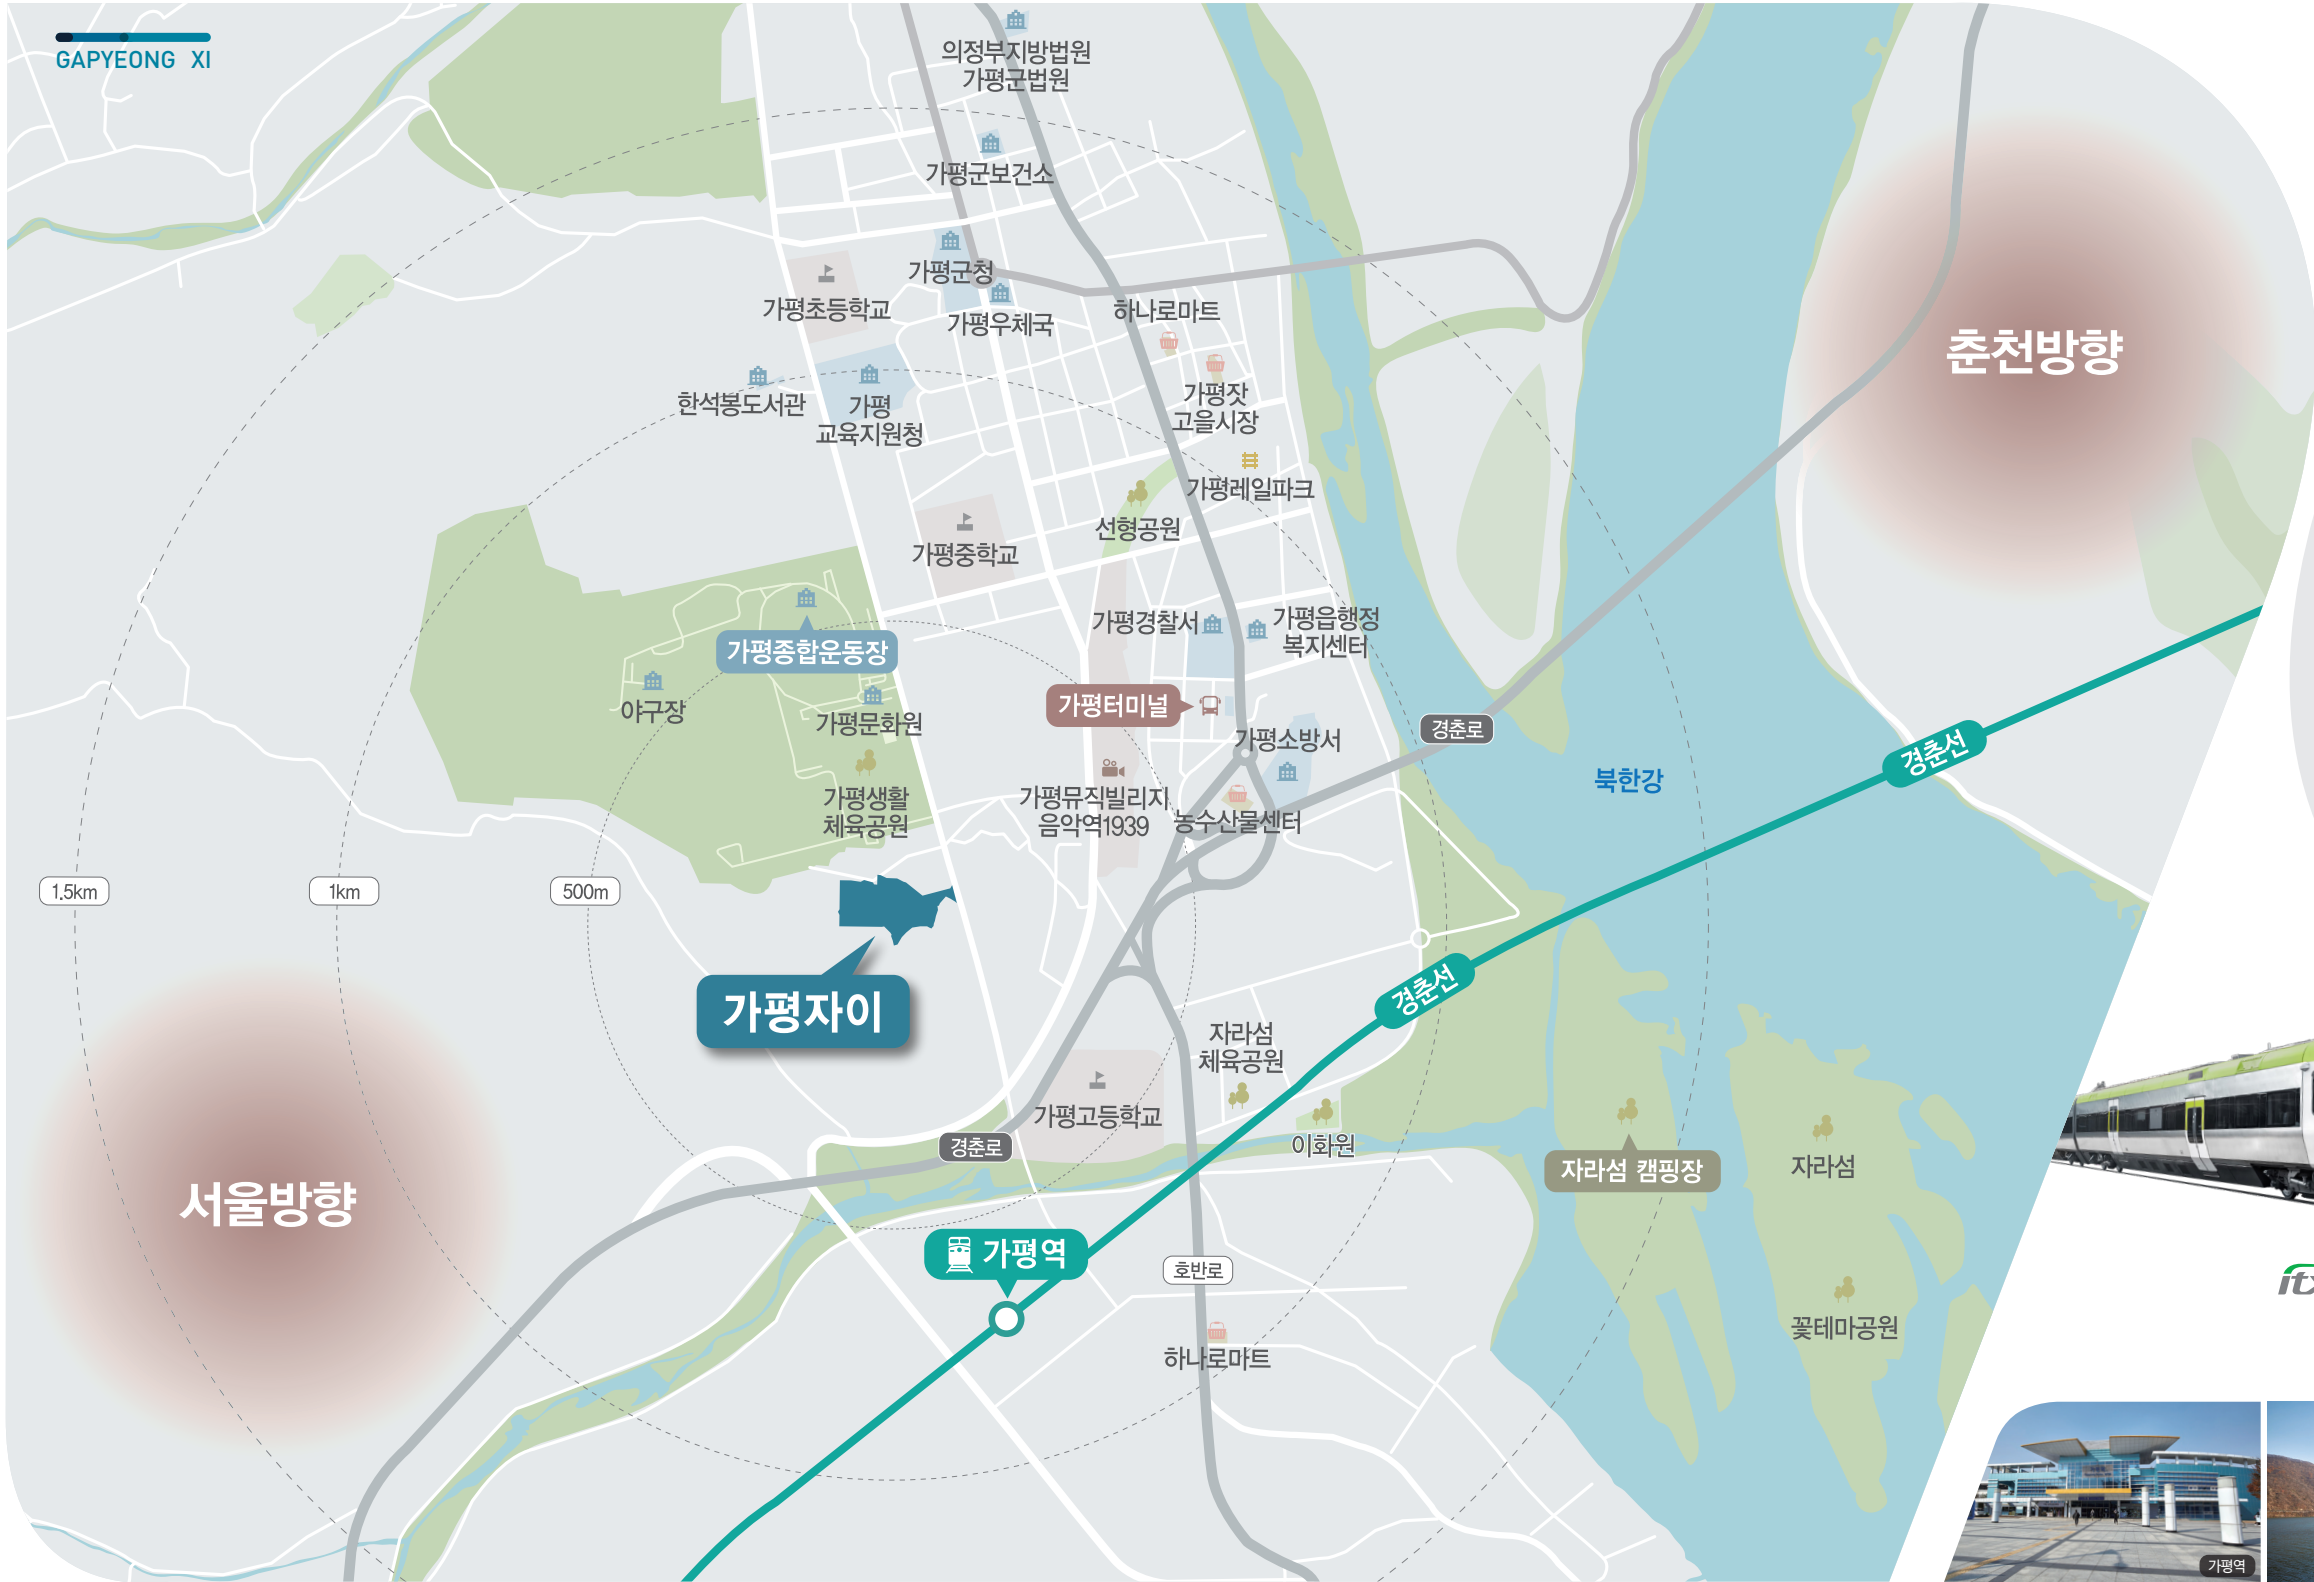 GAPYEONG XI
의정부지방법원
가평군법원
가평군보건소
가평군청
가평초등학교
가평우체국
하나로마트
춘천방향
한석봉도서관
가평
교육지원청
가평잣
고을시장
가평레일파크
선형공원
가평중학교
가평경찰서
가평읍행정
복지센터
가평종합운동장
야구장
가평문화원
가평터미널
가평소방서
경춘로
경춘선
북한강
가평생활
체육공원
가평뮤직빌리지
음악역1939
농수산물센터
1.5km
1km
500m
가평자이
경춘선
자라섬
체육공원
가평고등학교
경춘로
이화원
자라섬 캠핑장
자라섬
서울방향
가평역
호반로
하나로마트
꽃테마공원
가평역